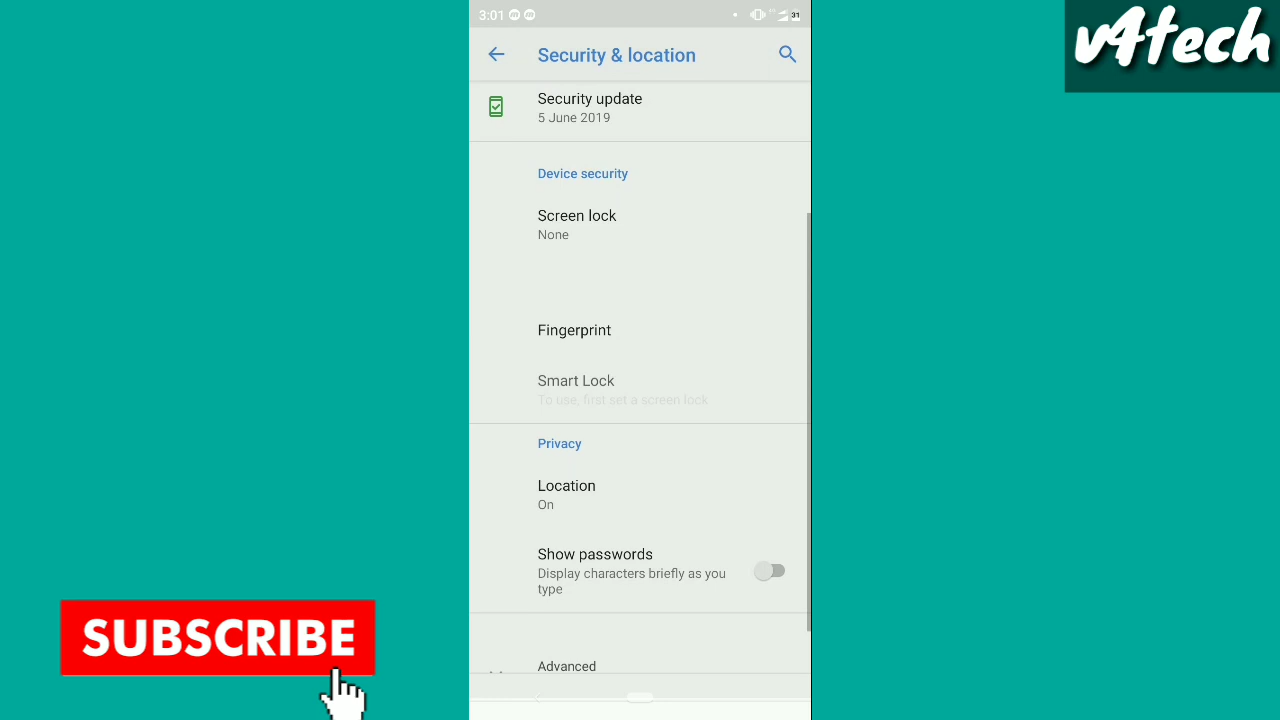 3:01
31
v4tech
Security & location
Security update
5 June 2019
Device security
Screen lock
None
Fingerprint
Smart Lock
To use, first set a screen lock
Privacy
Location
On
Show passwords
Display characters briefly as you
type
SUBSCRIBE
Advanced